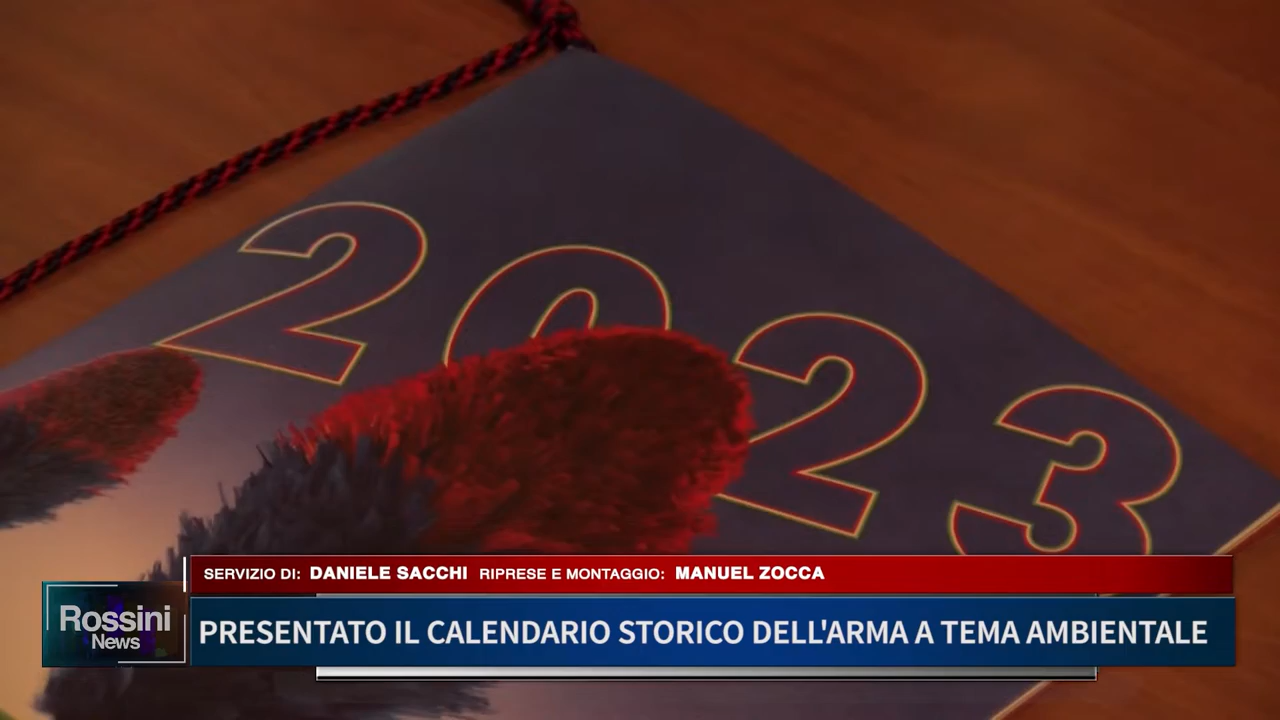 2023
SERVIZIO DI: DANIELE SACCHI RIPRESE E MONTAGGIO: MANUEL ZOCCA
Rossini
News
PRESENTATO IL CALENDARIO STORICO DELL'ARMA A TEMA AMBIENTALE